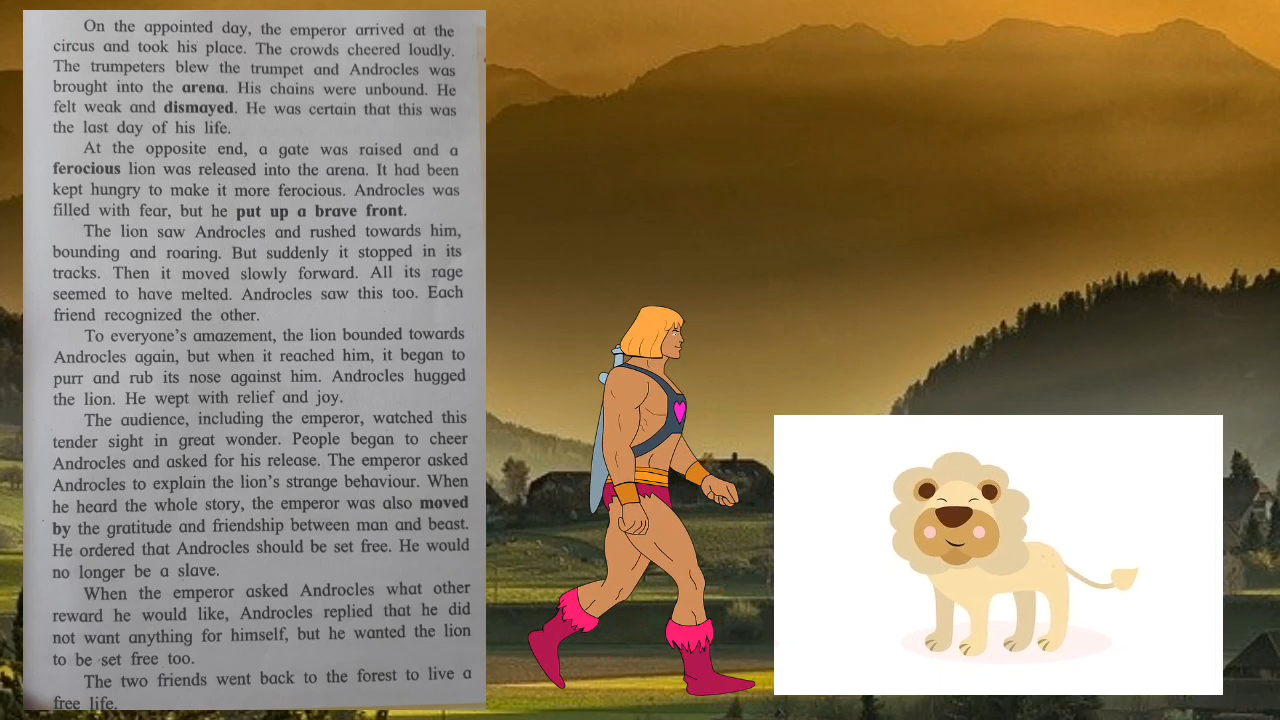 On the appointed day, the emperor arrived at the
circus and took his place. The crowds cheered loudly.
The trumpeters blew the trumpet and Androcles was
brought into the arena. His chains were unbound. He
felt weak and dismayed. He was certain that this was
the last day of his life.
At the opposite end, a gate was raised and a
ferocious lion was released into the arena. It had been
kept hungry to make it more ferocious. Androcles was
filled with fear, but he put up a brave front.
The lion saw Androcles and rushed towards him,
bounding and roaring. But suddenly it stopped in its
tracks. Then it moved slowly forward. All its rage
seemed to have melted. Androcles saw this too. Each
friend recognized the other.
To everyone's amazement, the lion bounded towards
Androcles again, but when it reached him, it began to
purr and rub its nose against him. Androcles hugged
the lion. He wept with relief and joy.
The audience, including the emperor, watched this
tender sight in great wonder. People began to cheer
Androcles and asked for his release. The emperor asked
Androcles to explain the lion's strange behaviour. When
he heard the whole story, the emperor was also moved
by the gratitude and friendship between man and beast.
He ordered that Androcles should be set free. He would
no longer be a slave.
When the emperor asked Androcles what other
reward he would like, Androcles replied that he did
not want anything for himself, but he wanted the lion
to be set free too.
The two friends went back to the forest to live a
free life.